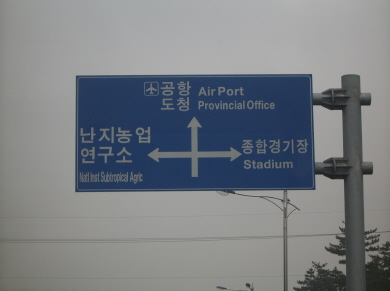 공항 Air Port
도청 Provincial Office
난지농업
연구소
Natl Inst Subtropical Agric
종합경기장
Stadium